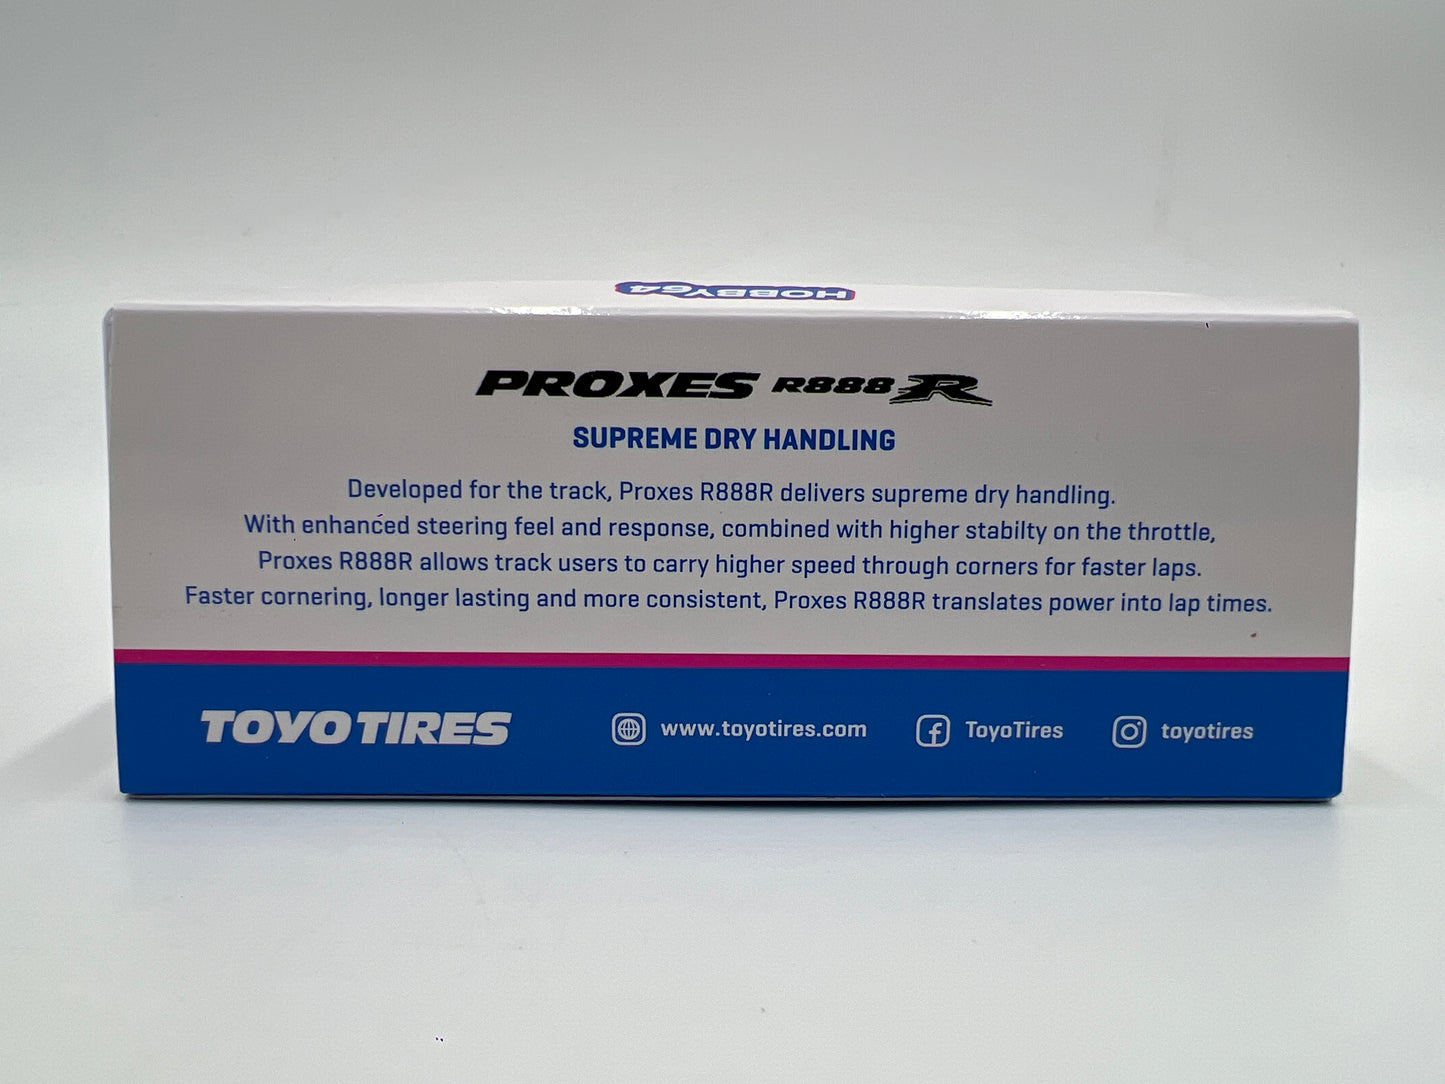 HOBBY64
PROXES R888R
SUPREME DRY HANDLING
Developed for the track, Proxes R888R delivers supreme dry handling.
With enhanced steering feel and response, combined with higher stabilty on the throttle,
Proxes R888R allows track users to carry higher speed through corners for faster laps.
Faster cornering, longer lasting and more consistent, Proxes R888R translates power into lap times.
TOYO TIRES www.toyotires.com ToyoTires toyotires